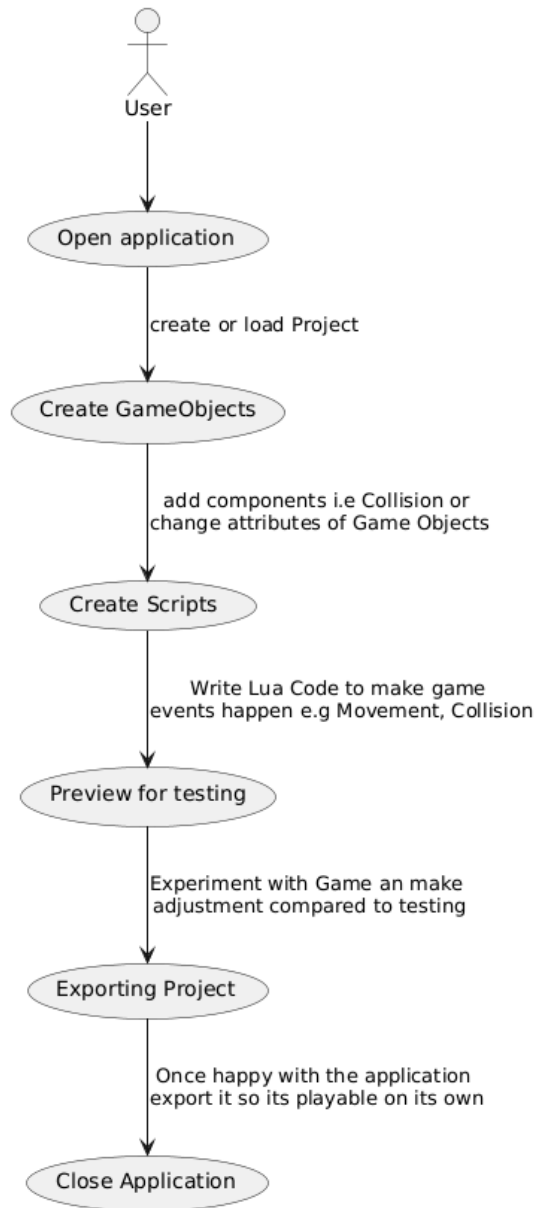 User
Open application
create or load Project
Create GameObjects
add components i.e Collision or
change attributes of Game Objects
Create Scripts
Write Lua Code to make game
events happen e.g Movement, Collision
Preview for testing
Experiment with Game an make
adjustment compared to testing
Exporting Project
Once happy with the application
export it so its playable on its own
Close Application